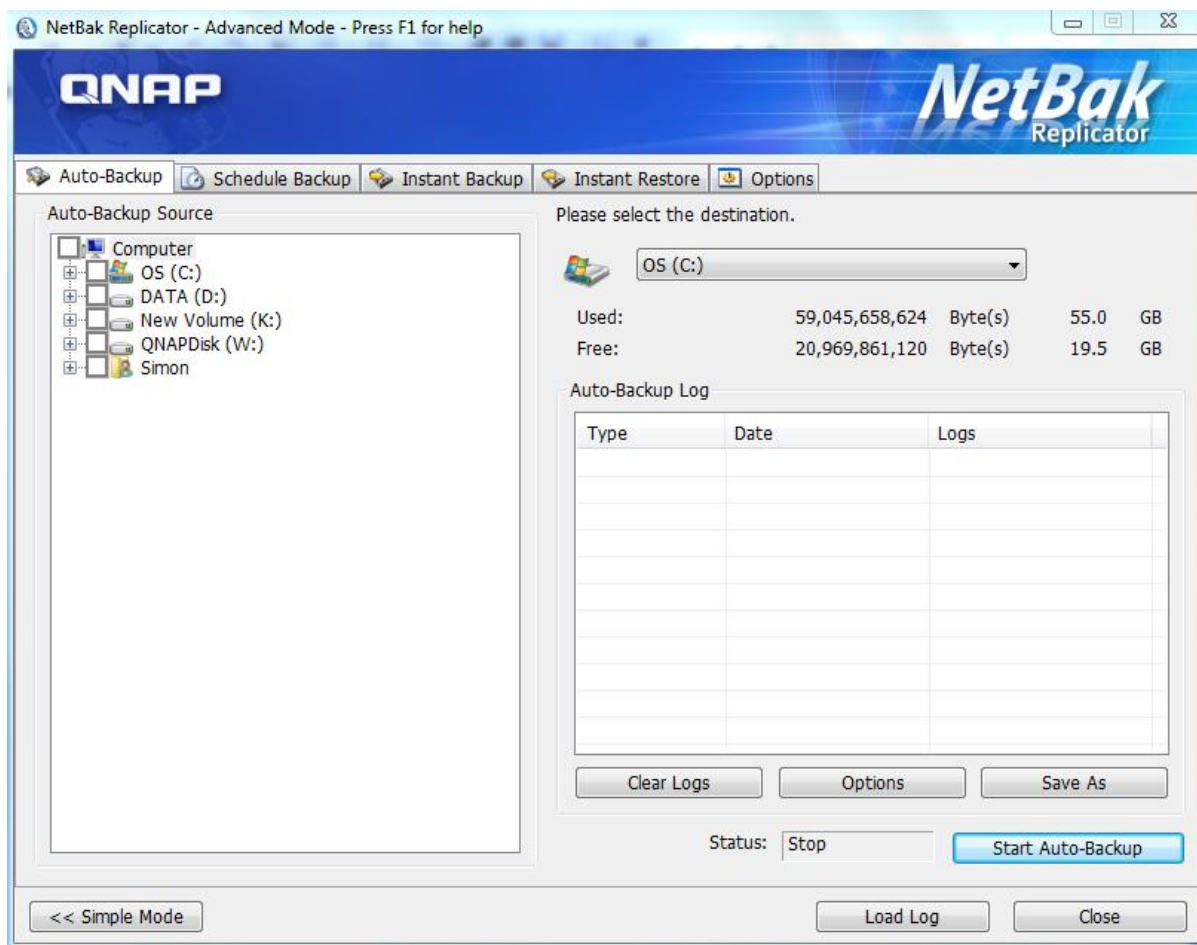 NetBak Replicator - Advanced Mode - Press F1 for help
QNAP
NetBak
Replicator
Auto-Backup
Schedule Backup
Instant Backup
Instant Restore
Options
Auto-Backup Source
Computer
OS (C:)
DATA (D:)
New Volume (K:)
QNAPDisk (W:)
Simon
Please select the destination.
OS (C:)
Used: 59,045,658,624 Byte(s) 55.0 GB
Free: 20,969,861,120 Byte(s) 19.5 GB
Auto-Backup Log
Type Date Logs
Clear Logs
Options
Save As
Status: Stop
Start Auto-Backup
<< Simple Mode
Load Log
Close